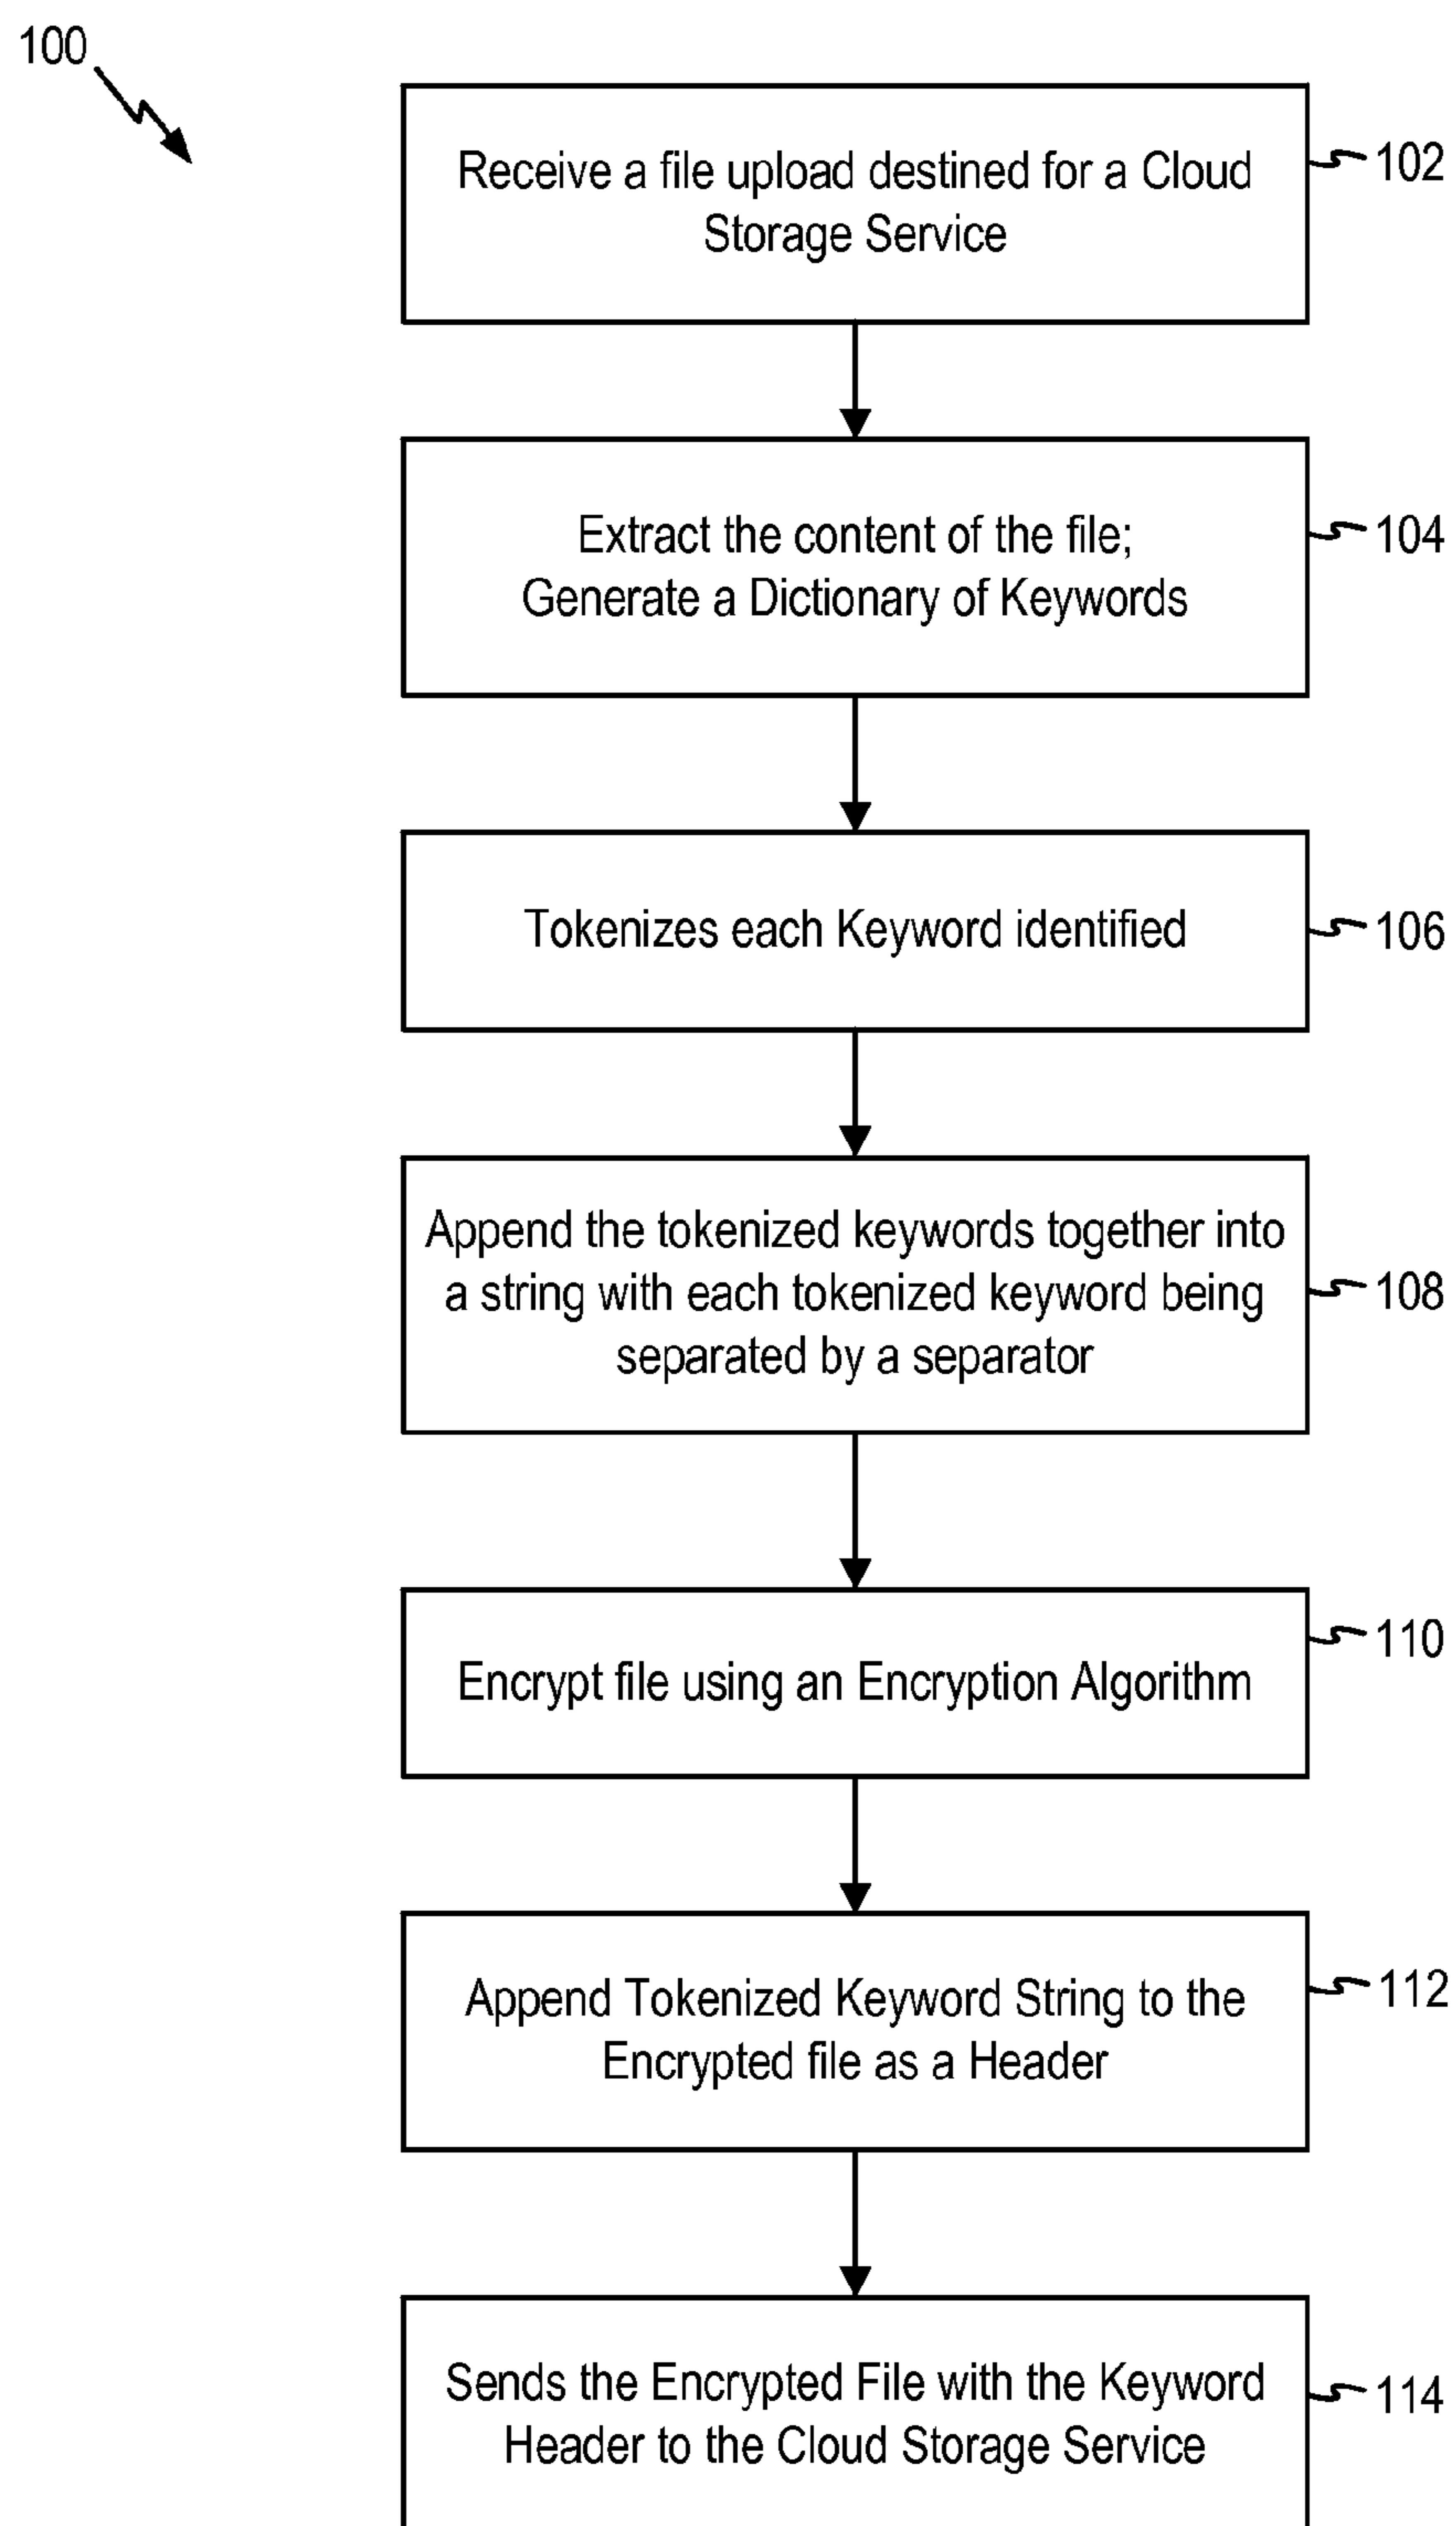 100
Receive a file upload destined for a Cloud
Storage Service
102
Extract the content of the file;
Generate a Dictionary of Keywords
104
Tokenizes each Keyword identified
106
Append the tokenized keywords together into
a string with each tokenized keyword being
separated by a separator
108
Encrypt file using an Encryption Algorithm
110
Append Tokenized Keyword String to the
Encrypted file as a Header
112
Sends the Encrypted File with the Keyword
Header to the Cloud Storage Service
114